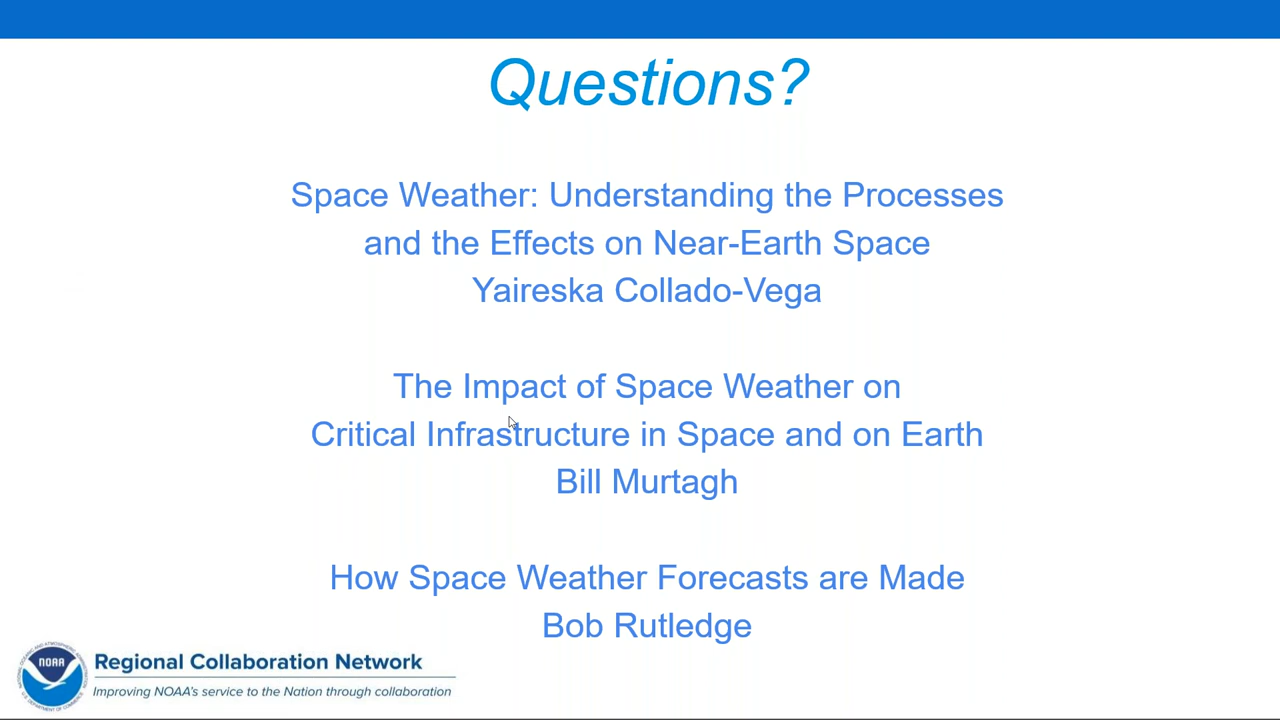 Questions?
Space Weather: Understanding the Processes
and the Effects on Near-Earth Space
Yaireska Collado-Vega
The Impact of Space Weather on
Critical Infrastructure in Space and on Earth
Bill Murtagh
How Space Weather Forecasts are Made
Bob Rutledge
NOAA
Regional Collaboration Network
Improving NOAA's service to the Nation through collaboration